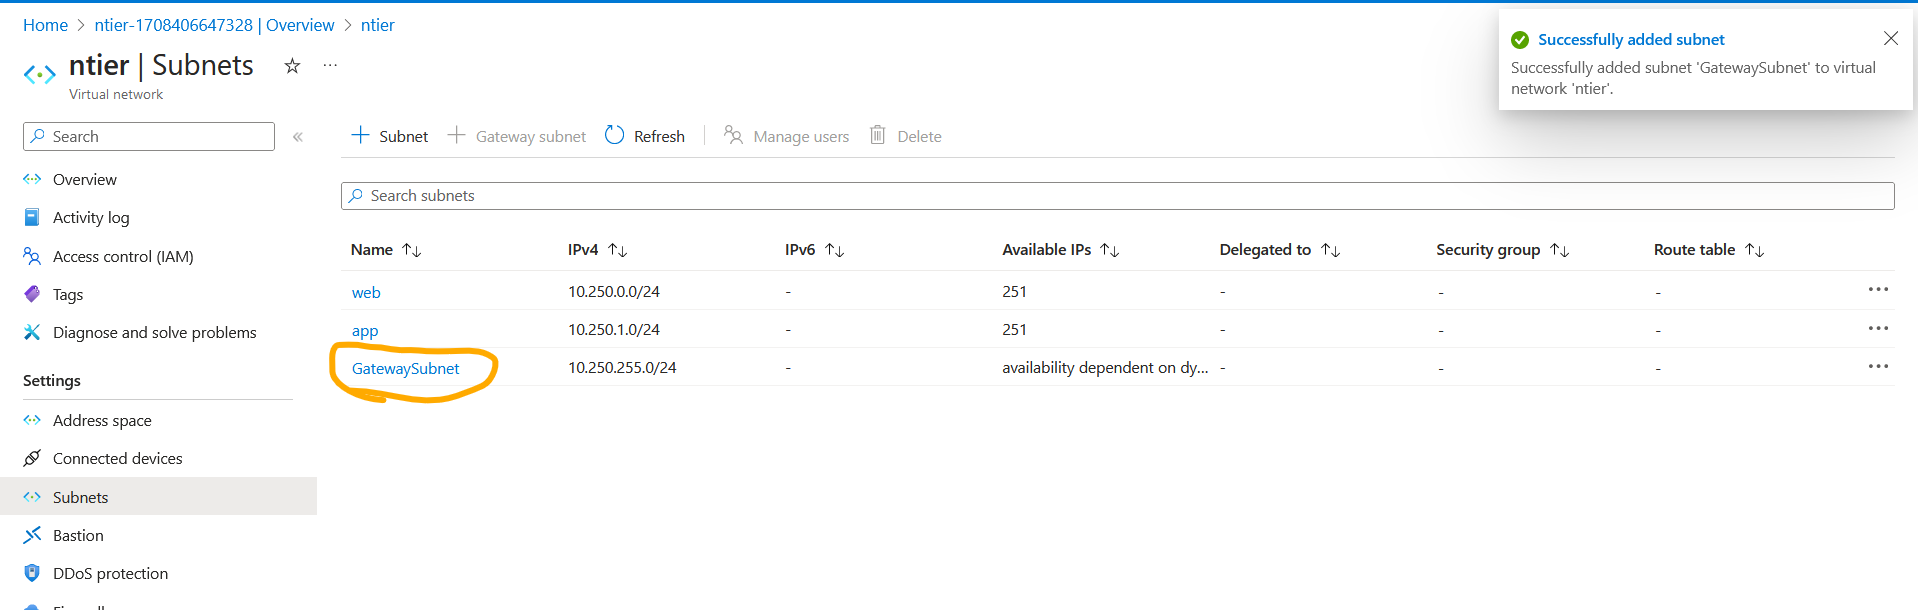 Home > ntier-1708406647328 | Overview > ntier
ntier | Subnets ☆ ...
Virtual network
Successfully added subnet
Successfully added subnet 'GatewaySubnet' to virtual
network 'ntier'.
Search «
+ Subnet + Gateway subnet Refresh Manage users Delete
Overview
Activity log
Access control (IAM)
Tags
Diagnose and solve problems
Settings
Address space
Connected devices
Subnets
Bastion
DDoS protection
Search subnets
Name ↑↓ IPv4 ↑↓ IPv6 ↑↓ Available IPs ↑↓ Delegated to ↑↓ Security group ↑↓ Route table ↑↓
web 10.250.0.0/24 - 251 - - - ...
app 10.250.1.0/24 - 251 - - - ...
GatewaySubnet 10.250.255.0/24 - availability dependent on dy... - - - ...